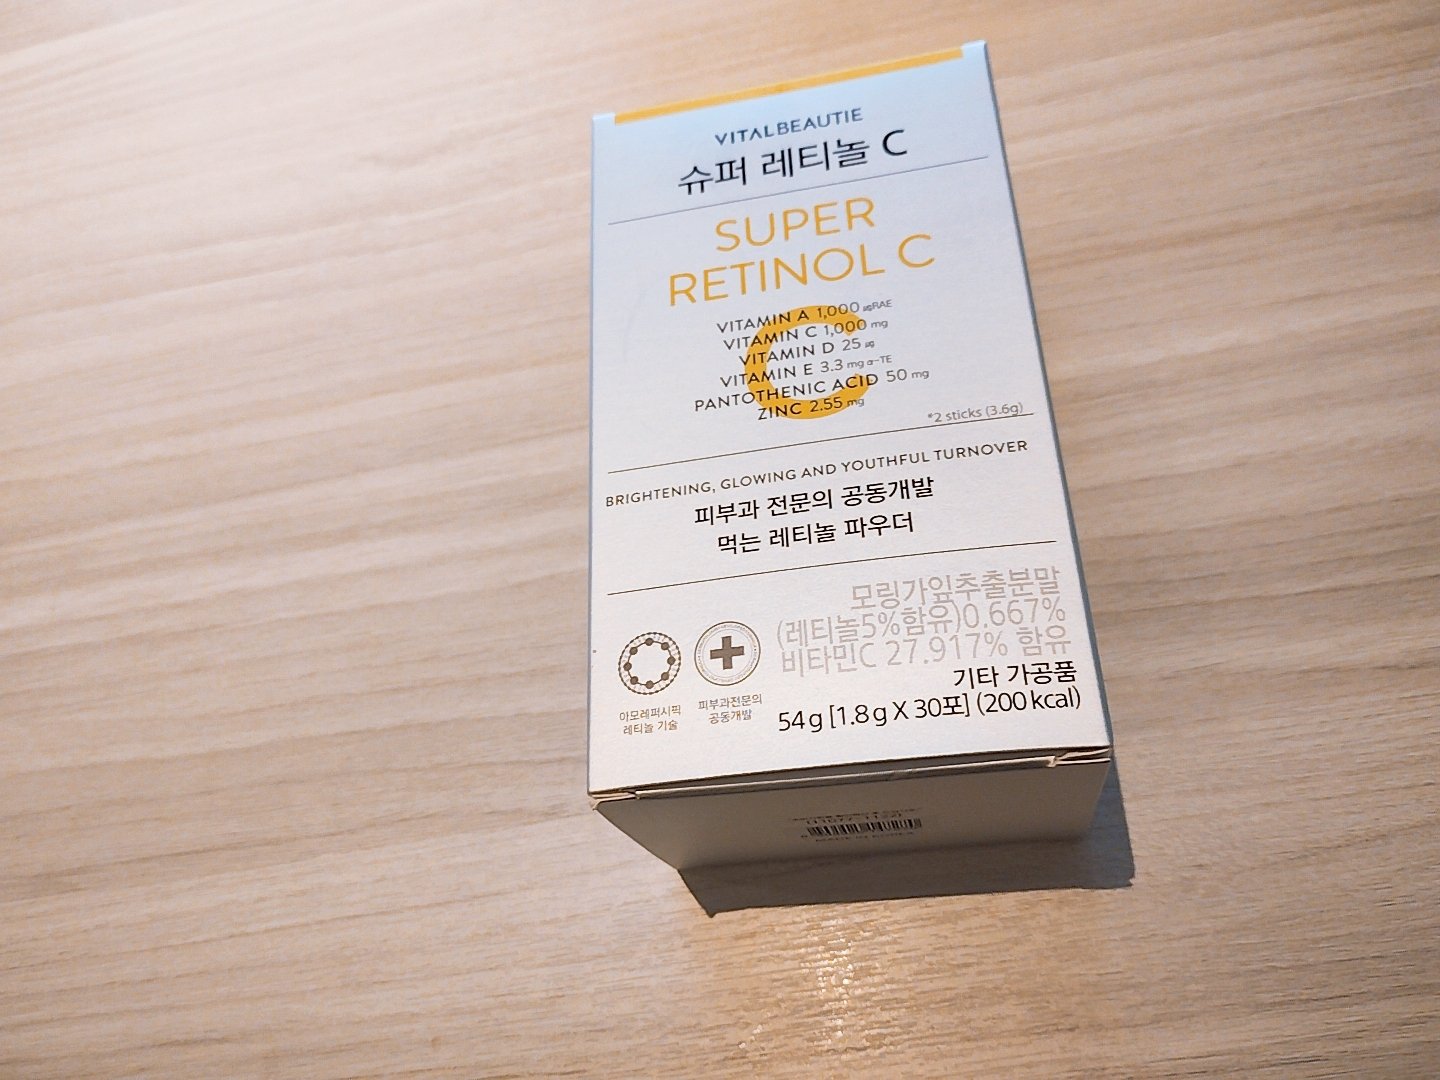 VITALBEAUTIE
슈퍼 레티놀 C
SUPER
RETINOL C
VITAMIN A 1,000 μgRAE
VITAMIN C 1,000 mg
VITAMIN D 25 μg
VITAMIN E 3.3 mg α-TE
PANTOTHENIC ACID 50 mg
ZINC 2.55 mg
*2 sticks (3.6g)
BRIGHTENING, GLOWING AND YOUTHFUL TURNOVER
피부과 전문의 공동개발
먹는 레티놀 파우더
모링가잎추출분말
(레티놀5%함유)0.667%
비타민C 27.917% 함유
기타 가공품
54g [1.8g X 30포] (200 kcal)
아모레퍼시픽
레티놀 기술
피부과전문의
공동개발
MADE IN KOREA